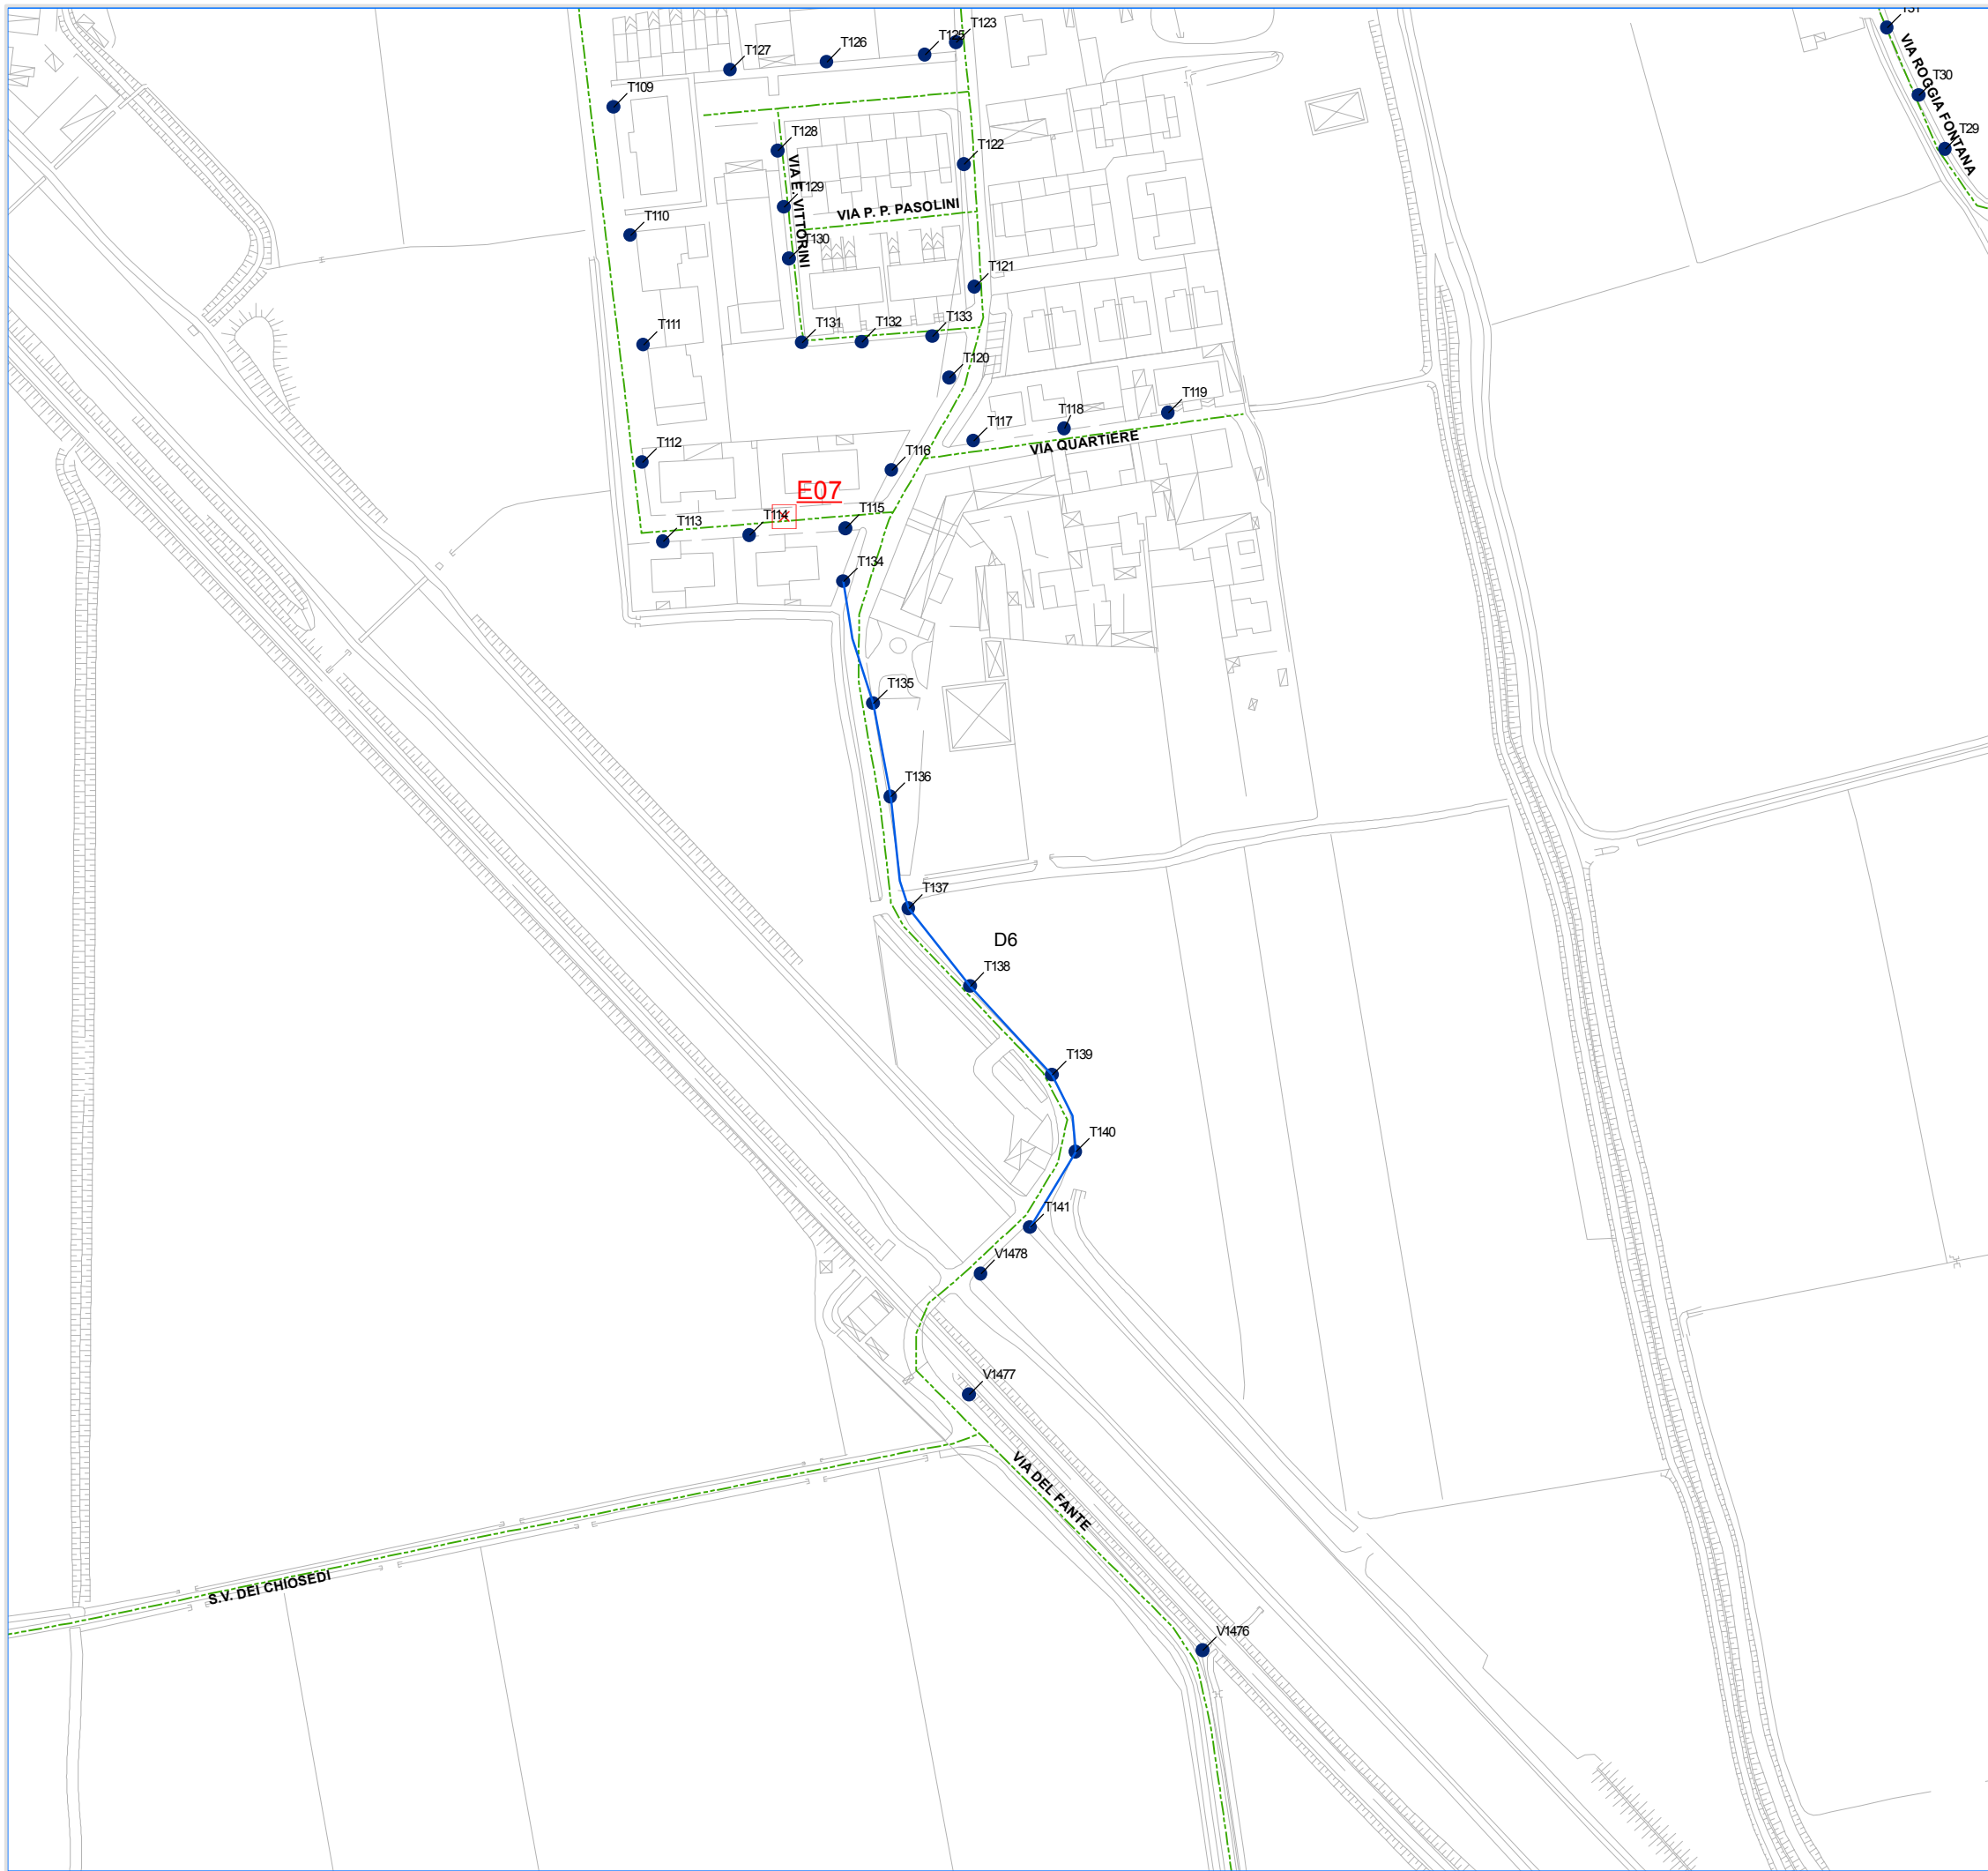 T31
T123
T125
T126
T127
VIA ROGGIA FONTANA
T30
T109
T29
T128
T122
VIA E. VITTORINI
T129
VIA P. P. PASOLINI
T110
T130
T121
T111
T131
T132
T133
T120
T119
T118
T117
VIA QUARTIERE
T112
T116
E07
T113
T114
T115
T134
T135
T136
T137
D6
T138
T139
T140
T141
V1478
V1477
VIA DEL FANTE
S.V. DEI CHIOSEDI
V1476